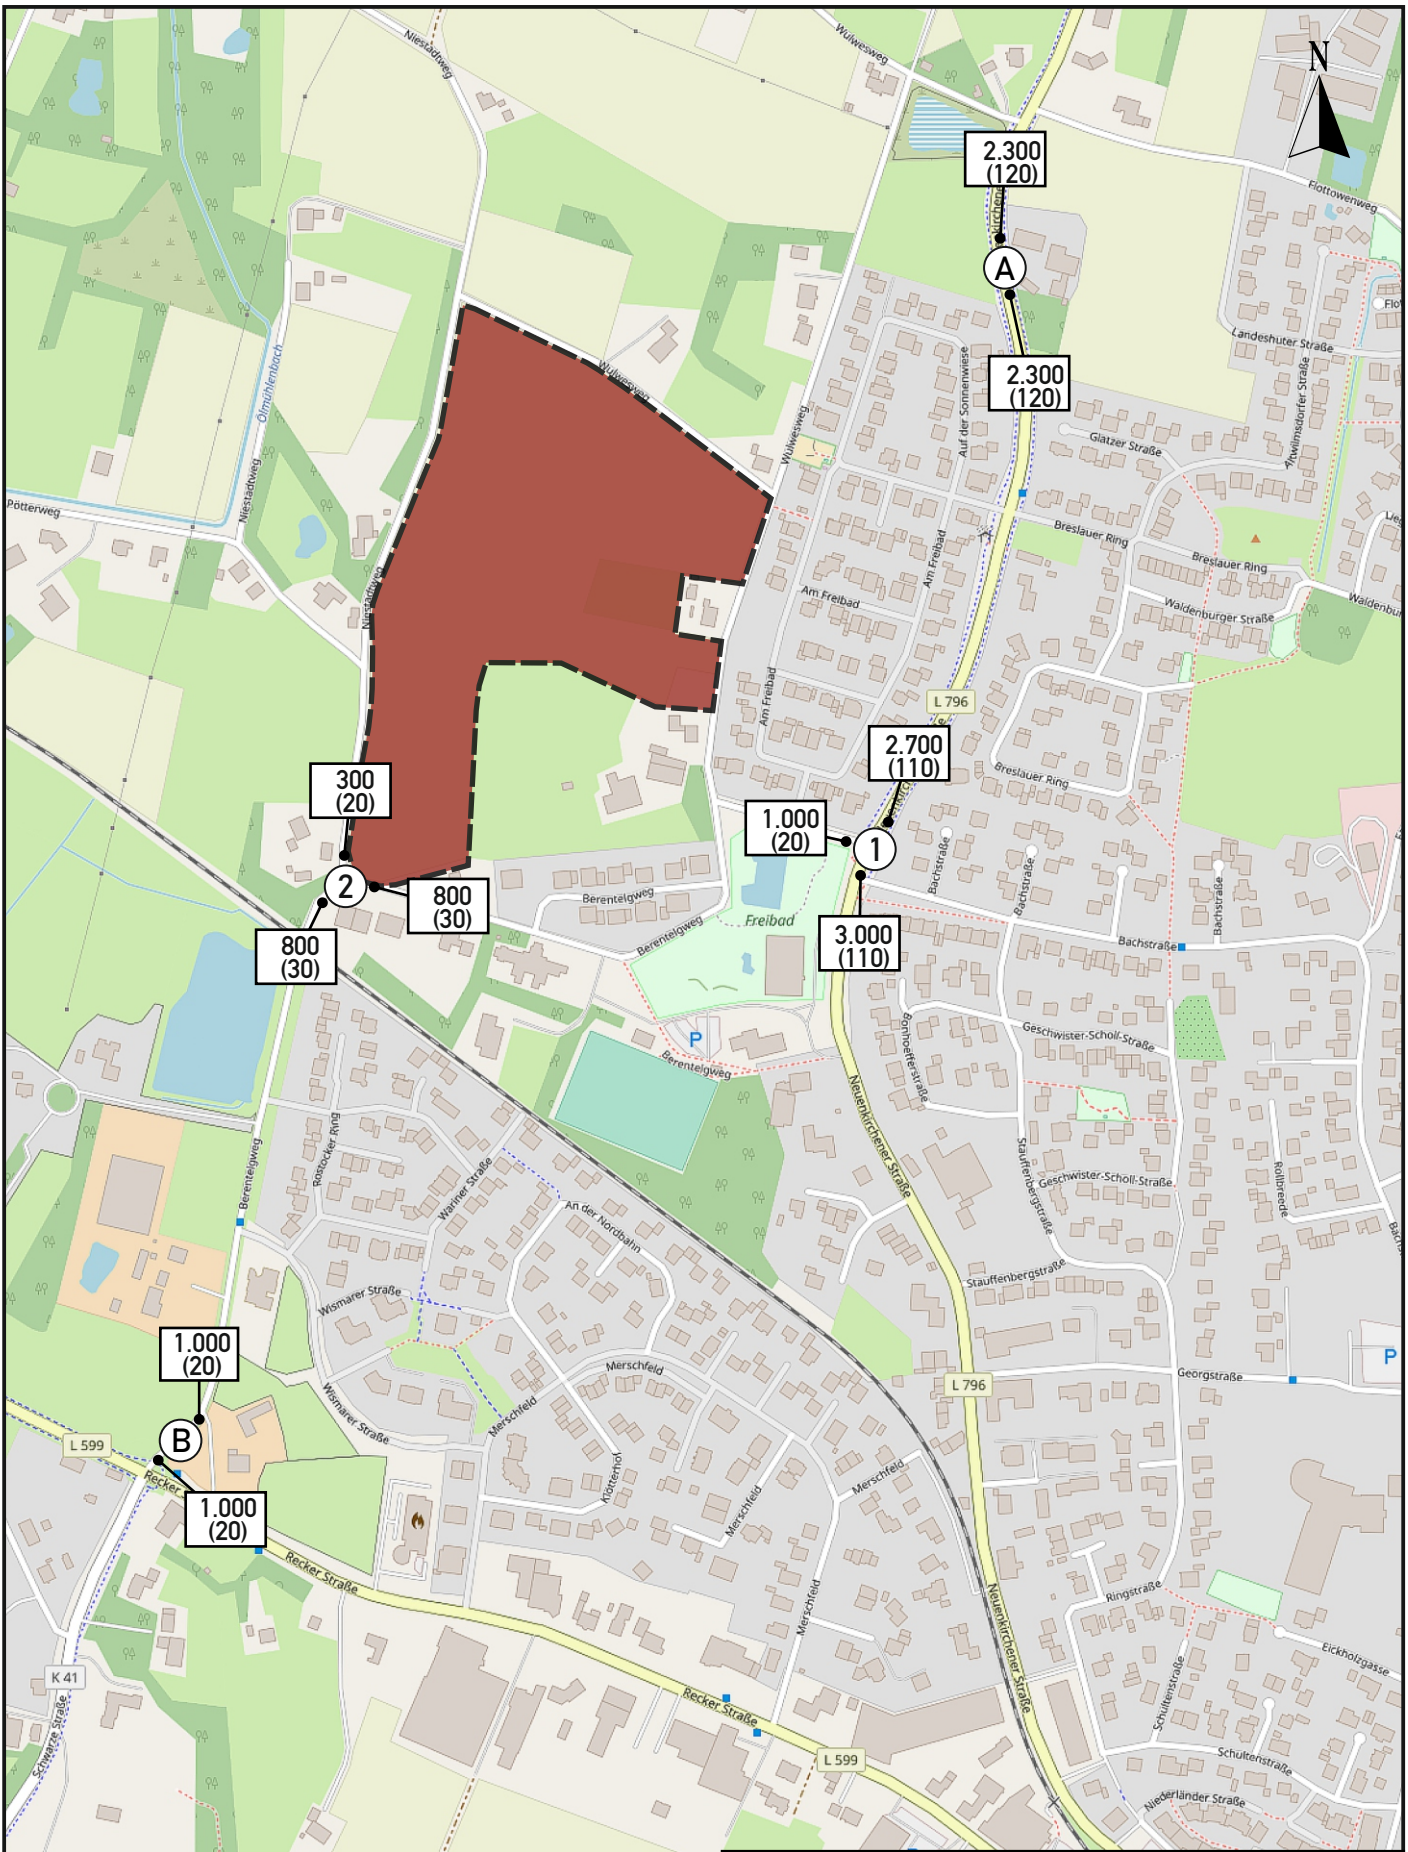 Niestadtweg
Wulwesweg
N
2.300
(120)
Flottowenweg
A
Landeshuter Straße
Ölmühlenbach
Wulwesweg
2.300
(120)
Auf der Sonnenwiese
Altwilmsdorfer Straße
Wulwesweg
Glatzer Straße
Niestadtweg
Pötterweg
Breslauer Ring
Breslauer Ring
Am Freibad
Niestadtweg
Am Freibad
Waldenburger Straße
Am Freibad
L 796
2.700
(110)
300
(20)
Breslauer Ring
1.000
(20)
1
Bachstraße
Bachstraße
Bachstraße
2
800
(30)
Berentelgweg
Freibad
Berentelgweg
3.000
(110)
Bachstraße
800
(30)
P
Berentelgweg
Bonhoefferstraße
Geschwister-Scholl-Straße
Neuenkirchener Straße
Rostocker Ring
Wariner Straße
Berentelgweg
Stauffenbergstraße
Geschwister-Scholl-Straße
Rollbreede
An der Nordbahn
Stauffenbergstraße
Wismarer Straße
1.000
(20)
Merschfeld
Georgstraße
P
L 796
Wismarer Straße
Merschfeld
B
L 599
Recker
Klötterhof
Merschfeld
Merschfeld
1.000
(20)
Recker Straße
Merschfeld
Neuenkirchener Straße
Ringstraße
Eickholzgasse
K 41
Schwarze Straße
Recker Straße
Schultenstraße
L 599
Schultenstraße
Niederländer Straße